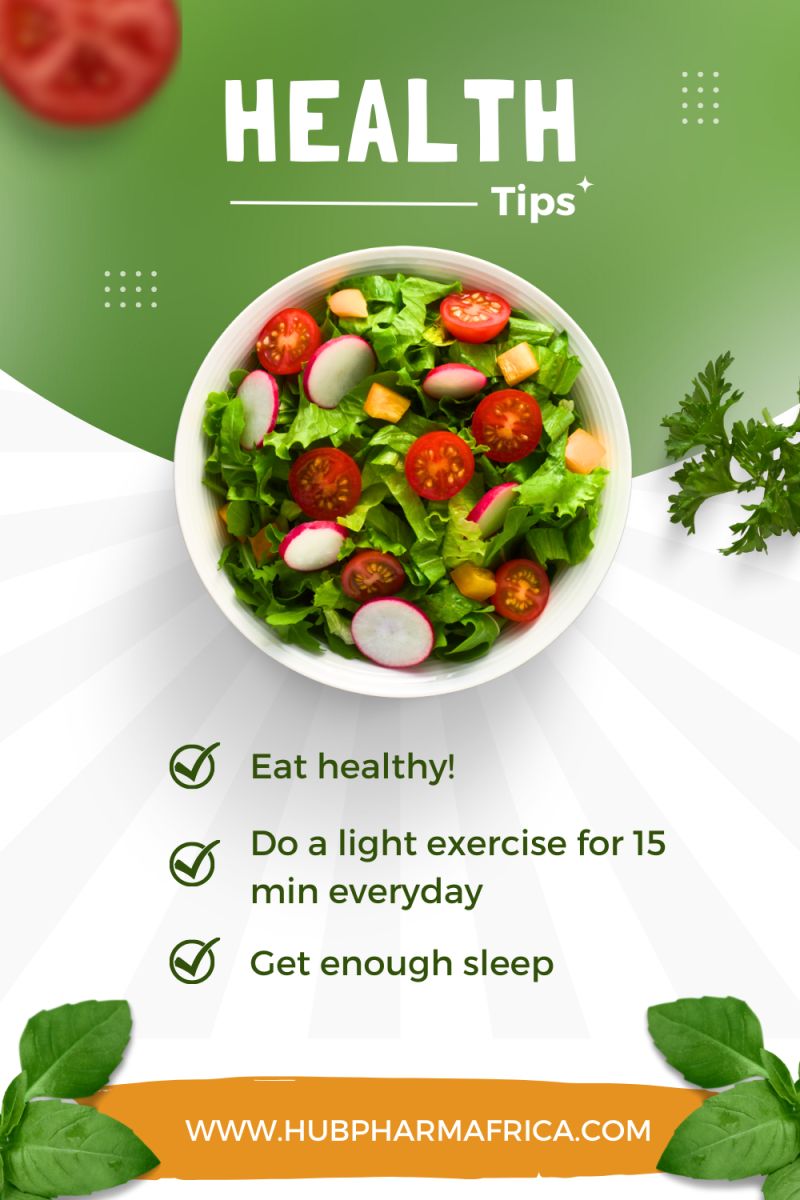 HEALTH
Tips
Eat healthy!
Do a light exercise for 15
min everyday
Get enough sleep
WWW.HUBPHARMAFRICA.COM